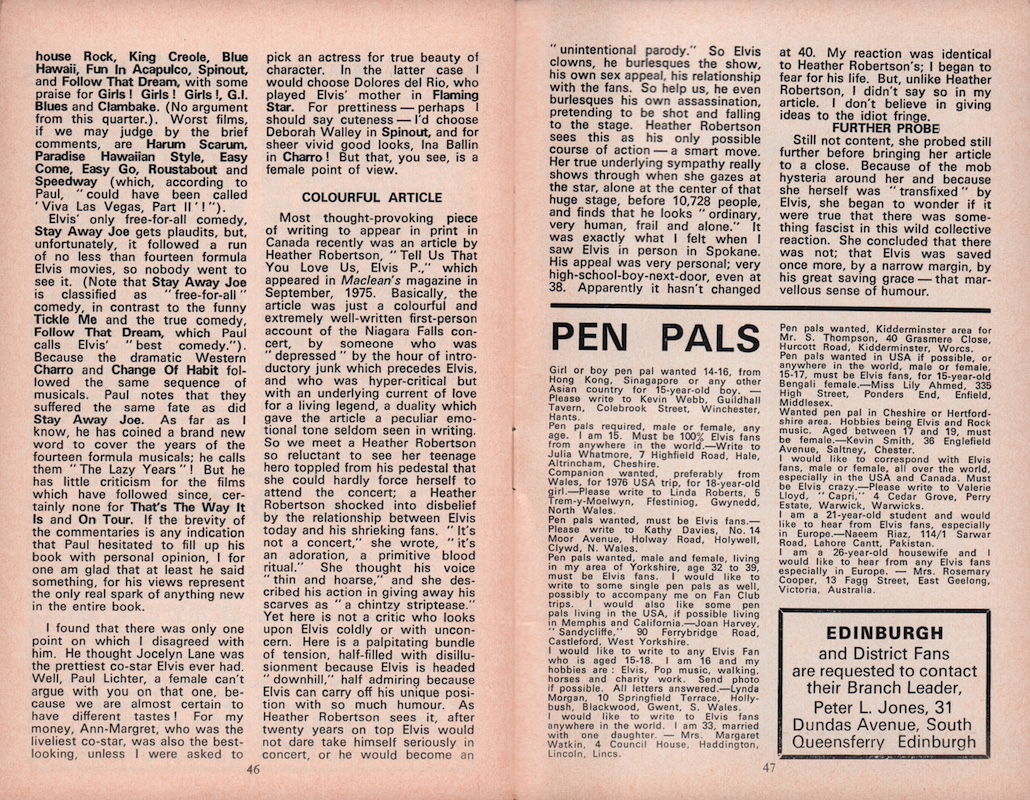 house Rock, King Creole, Blue
Hawaii, Fun In Acapulco, Spinout,
and Follow That Dream, with some
praise for Girls! Girls! Girls!, G.I.
Blues and Clambake. (No argument
from this quarter.). Worst films,
if we may judge by the brief
comments, are Harum Scarum,
Paradise Hawaiian Style, Easy
Come, Easy Go, Roustabout and
Speedway (which, according to
Paul, "could have been called
'Viva Las Vegas, Part II'!").
Elvis' only free-for-all comedy,
Stay Away Joe gets plaudits, but,
unfortunately, it followed a run
of no less than fourteen formula
Elvis movies, so nobody went to
see it. (Note that Stay Away Joe
is classified as "free-for-all"
comedy, in contrast to the funny
Tickle Me and the true comedy,
Follow That Dream, which Paul
calls Elvis' "best comedy.").
Because the dramatic Western
Charro and Change Of Habit fol-
lowed the same sequence of
musicals. Paul notes that they
suffered the same fate as did
Stay Away Joe. As far as I
know, he has coined a brand new
word to cover the years of the
fourteen formula musicals; he calls
them "The Lazy Years"! But he
has little criticism for the films
which have followed since, cer-
tainly none for That's The Way It
Is and On Tour. If the brevity of
the commentaries is any indication
that Paul hesitated to fill up his
book with personal opinion, I for
one am glad that at least he said
something, for his views represent
the only real spark of anything new
in the entire book.
I found that there was only one
point on which I disagreed with
him. He thought Jocelyn Lane was
the prettiest co-star Elvis ever had.
Well, Paul Lichter, a female can't
argue with you on that one, be-
cause we are almost certain to
have different tastes! For my
money, Ann-Margret, who was the
liveliest co-star, was also the best-
looking, unless I were asked to
46
pick an actress for true beauty of
character. In the latter case I
would choose Dolores del Rio, who
played Elvis' mother in Flaming
Star. For prettiness — perhaps I
should say cuteness — I'd choose
Deborah Walley in Spinout, and for
sheer vivid good looks, Ina Ballin
in Charro! But that, you see, is a
female point of view.
COLOURFUL ARTICLE
Most thought-provoking piece
of writing to appear in print in
Canada recently was an article by
Heather Robertson, "Tell Us That
You Love Us, Elvis P.," which
appeared in Maclean's magazine in
September, 1975. Basically, the
article was just a colourful and
extremely well-written first-person
account of the Niagara Falls con-
cert, by someone who was
"depressed" by the hour of intro-
ductory junk which precedes Elvis,
and who was hyper-critical but
with an underlying current of love
for a living legend, a duality which
gave the article a peculiar emo-
tional tone seldom seen in writing.
So we meet a Heather Robertson
so reluctant to see her teenage
hero toppled from his pedestal that
she could hardly force herself to
attend the concert; a Heather
Robertson shocked into disbelief
by the relationship between Elvis
today and his shrieking fans. "It's
not a concert," she wrote, "it's
an adoration, a primitive blood
ritual." She thought his voice
"thin and hoarse," and she des-
cribed his action in giving away his
scarves as "a chintzy striptease."
Yet here is not a critic who looks
upon Elvis coldly or with uncon-
cern. Here is a palpitating bundle
of tension, half-filled with disillu-
sionment because Elvis is headed
"downhill," half admiring because
Elvis can carry off his unique posi-
tion with so much humour. As
Heather Robertson sees it, after
twenty years on top Elvis would
not dare take himself seriously in
concert, or he would become an
"unintentional parody." So Elvis
clowns, he burlesques the show,
his own sex appeal, his relationship
with the fans. So help us, he even
burlesques his own assassination,
pretending to be shot and falling
to the stage. Heather Robertson
sees this as his only possible
course of action — a smart move.
Her true underlying sympathy really
shows through when she gazes at
the star, alone at the center of that
huge stage, before 10,728 people,
and finds that he looks "ordinary,
very human, frail and alone." It
was exactly what I felt when I
saw Elvis in person in Spokane.
His appeal was very personal; very
high-school-boy-next-door, even at
38. Apparently it hasn't changed
at 40. My reaction was identical
to Heather Robertson's; I began to
fear for his life. But, unlike Heather
Robertson, I didn't say so in my
article. I don't believe in giving
ideas to the idiot fringe.
FURTHER PROBE
Still not content, she probed still
further before bringing her article
to a close. Because of the mob
hysteria around her and because
she herself was "transfixed" by
Elvis, she began to wonder if it
were true that there was some-
thing fascist in this wild collective
reaction. She concluded that there
was not; that Elvis was saved
once more, by a narrow margin, by
his great saving grace — that mar-
vellous sense of humour.
PEN PALS
Girl or boy pen pal wanted 14-16, from
Hong Kong, Singapore or any other
Asian country for 15-year-old boy, —
Please write to Kevin Webb, Guildhall
Tavern, Colebrook Street, Winchester,
Hants.
Pen pals required, male or female, any
age. I am 15. Must be 100% Elvis fans
from anywhere in the world.—Write to
Julia Whatmore, 7 Highfield Road, Hale,
Altrincham, Cheshire.
Companion wanted, preferably from
Wales, for 1976 USA trip, for 18-year-old
girl.—Please write to Linda Roberts, 5
Trem-y-Moelwyn, Ffestiniog, Gwynedd,
North Wales.
Pen pals wanted, must be Elvis fans.—
Please write to Kathy Davies, No. 14
Moor Avenue, Holway Road, Holywell,
Clywd, N. Wales.
Pen pals wanted, male and female, living
in my area of Yorkshire, age 32 to 39,
must be Elvis fans. I would like to
write to some single pen pals as well,
possibly to accompany me on Fan Club
trips. I would also like some pen
pals living in the USA, if possible living
in Memphis and California.—Joan Harvey,
"Sandycliffe," 90 Ferrybridge Road,
Castleford, West Yorkshire.
I would like to write to any Elvis Fan
who is aged 15-18. I am 16 and my
hobbies are: Elvis, Pop music, walking,
horses and charity work. Send photo
if possible. All letters answered.—Lynda
Morgan, 10 Springfield Terrace, Holly-
bush, Blackwood, Gwent, S. Wales.
I would like to write to Elvis fans
anywhere in the world. I am 33, married
with one daughter. — Mrs. Margaret
Watkin, 4 Council House, Haddington,
Lincoln, Lincs.
Pen pals wanted, Kidderminster area for
Mr. S. Thompson, 40 Grasmere Close,
Hurcott Road, Kidderminster, Worcs.
Pen pals wanted in USA if possible, or
anywhere in the world, male or female,
15-17, must be Elvis fans, for 15-year-old
Bengali female.—Miss Lily Ahmed, 335
High Street, Ponders End, Enfield,
Middlesex.
Wanted pen pal in Cheshire or Hertford-
shire area. Hobbies being Elvis and Rock
music. Aged between 17 and 19, must
be female.—Kevin Smith, 36 Englefield
Avenue, Saltney, Chester.
I would like to correspond with Elvis
fans, male or female, all over the world,
especially in the USA and Canada. Must
be Elvis crazy.—Please write to Valerie
Lloyd, "Capri," 4 Cedar Grove, Perry
Estate, Warwick, Warwicks.
I am a 21-year-old student and would
like to hear from Elvis fans, especially
in Europe.—Naeem Riaz, 114/1 Sarwar
Road, Lahore Cantt, Pakistan.
I am a 26-year-old housewife and I
would like to hear from any Elvis fans
especially in Europe. — Mrs. Rosemary
Cooper, 13 Fagg Street, East Geelong,
Victoria, Australia.
EDINBURGH
and District Fans
are requested to contact
their Branch Leader,
Peter L. Jones, 31
Dundas Avenue, South
Queensferry Edinburgh
47